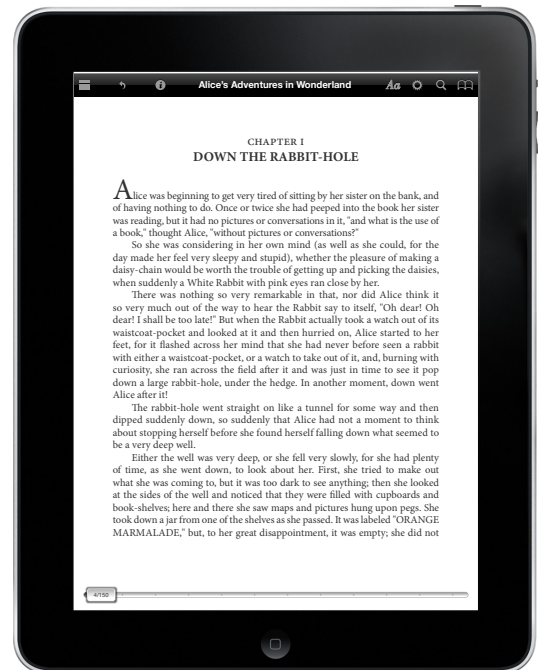 Alice's Adventures in Wonderland
Aa
CHAPTER I
DOWN THE RABBIT-HOLE
Alice was beginning to get very tired of sitting by her sister on the bank, and
of having nothing to do. Once or twice she had peeped into the book her sister
was reading, but it had no pictures or conversations in it, "and what is the use of
a book," thought Alice, "without pictures or conversations?"
So she was considering in her own mind (as well as she could, for the
day made her feel very sleepy and stupid), whether the pleasure of making a
daisy-chain would be worth the trouble of getting up and picking the daisies,
when suddenly a White Rabbit with pink eyes ran close by her.
There was nothing so very remarkable in that, nor did Alice think it
so very much out of the way to hear the Rabbit say to itself, "Oh dear! Oh
dear! I shall be too late!" But when the Rabbit actually took a watch out of its
waistcoat-pocket and looked at it and then hurried on, Alice started to her
feet, for it flashed across her mind that she had never before seen a rabbit
with either a waistcoat-pocket, or a watch to take out of it, and, burning with
curiosity, she ran across the field after it and was just in time to see it pop
down a large rabbit-hole, under the hedge. In another moment, down went
Alice after it!
The rabbit-hole went straight on like a tunnel for some way and then
dipped suddenly down, so suddenly that Alice had not a moment to think
about stopping herself before she found herself falling down what seemed to
be a very deep well.
Either the well was very deep, or she fell very slowly, for she had plenty
of time, as she went down, to look about her. First, she tried to make out
what she was coming to, but it was too dark to see anything; then she looked
at the sides of the well and noticed that they were filled with cupboards and
book-shelves; here and there she saw maps and pictures hung upon pegs. She
took down a jar from one of the shelves as she passed. It was labeled "ORANGE
MARMALADE," but, to her great disappointment, it was empty; she did not
4/150